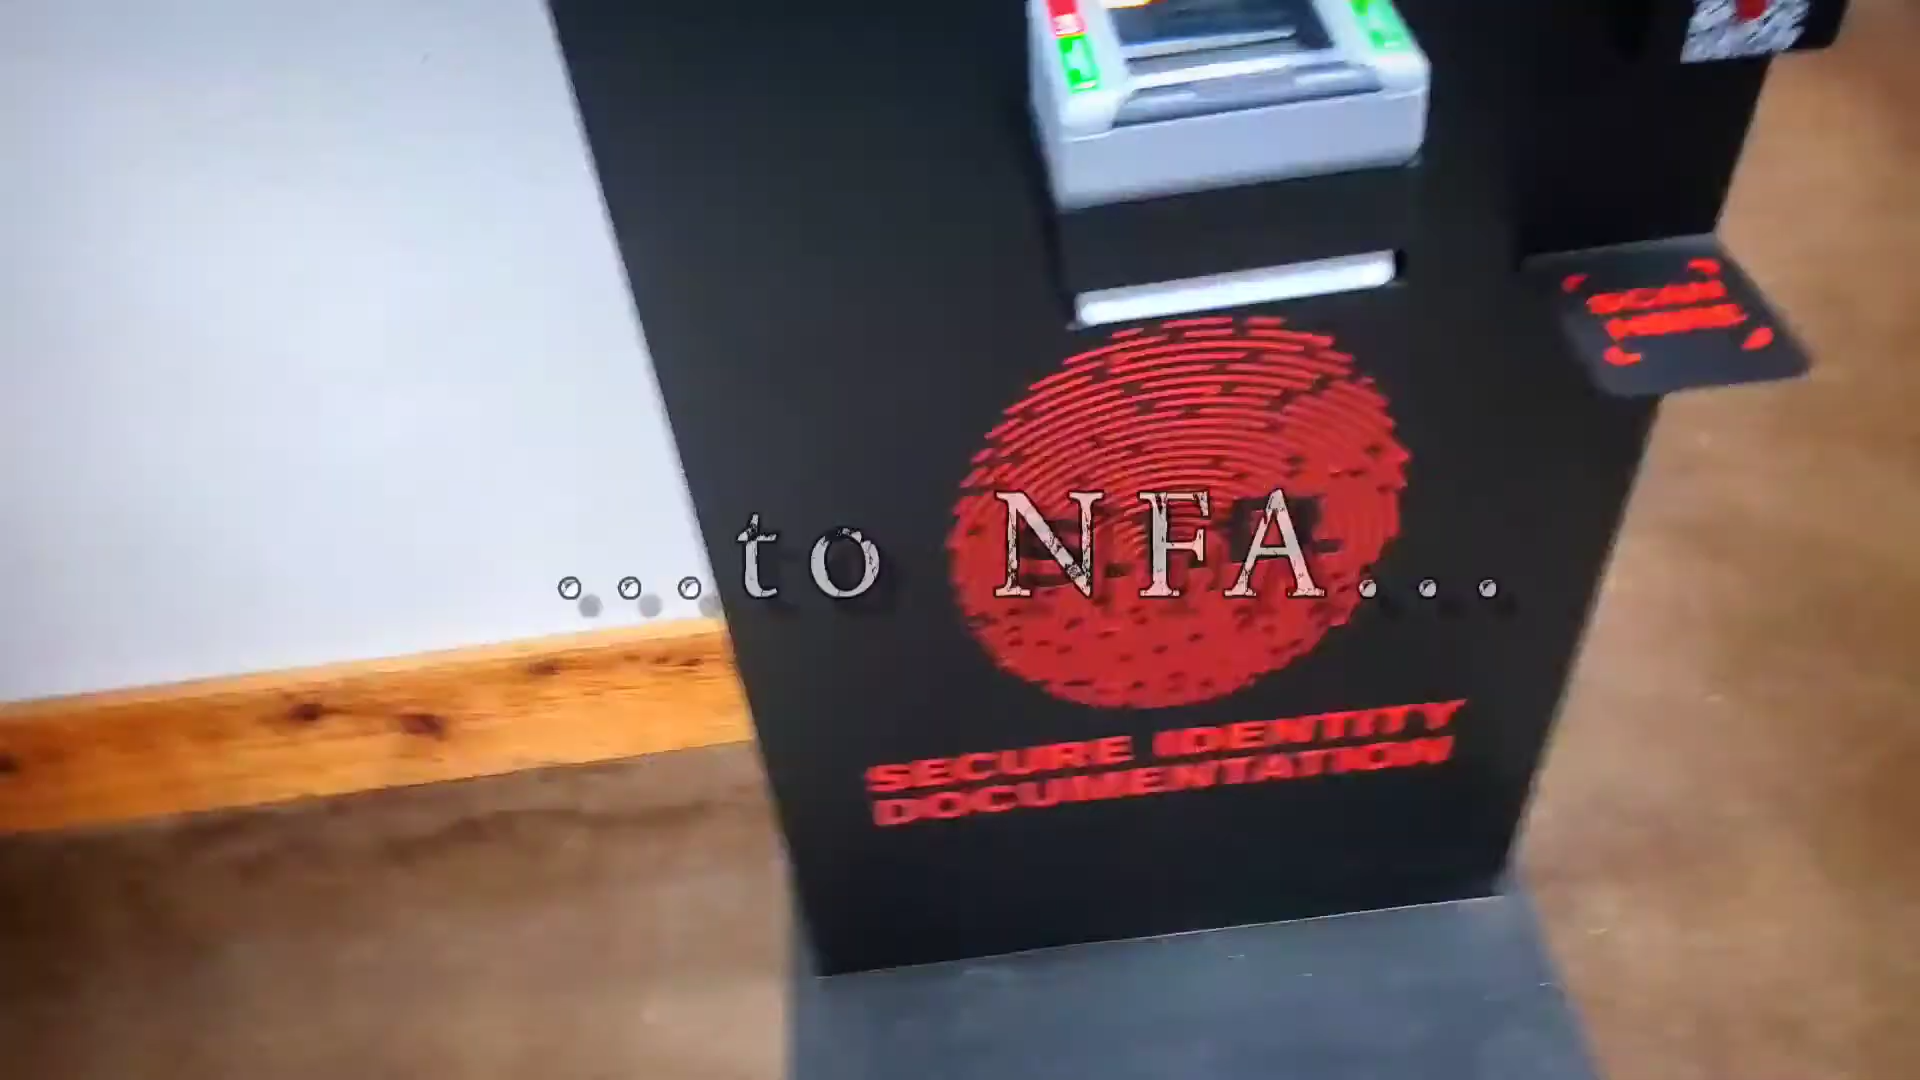 SCAN
HERE
...to NFA...
SECURE IDENTITY
DOCUMENTATION